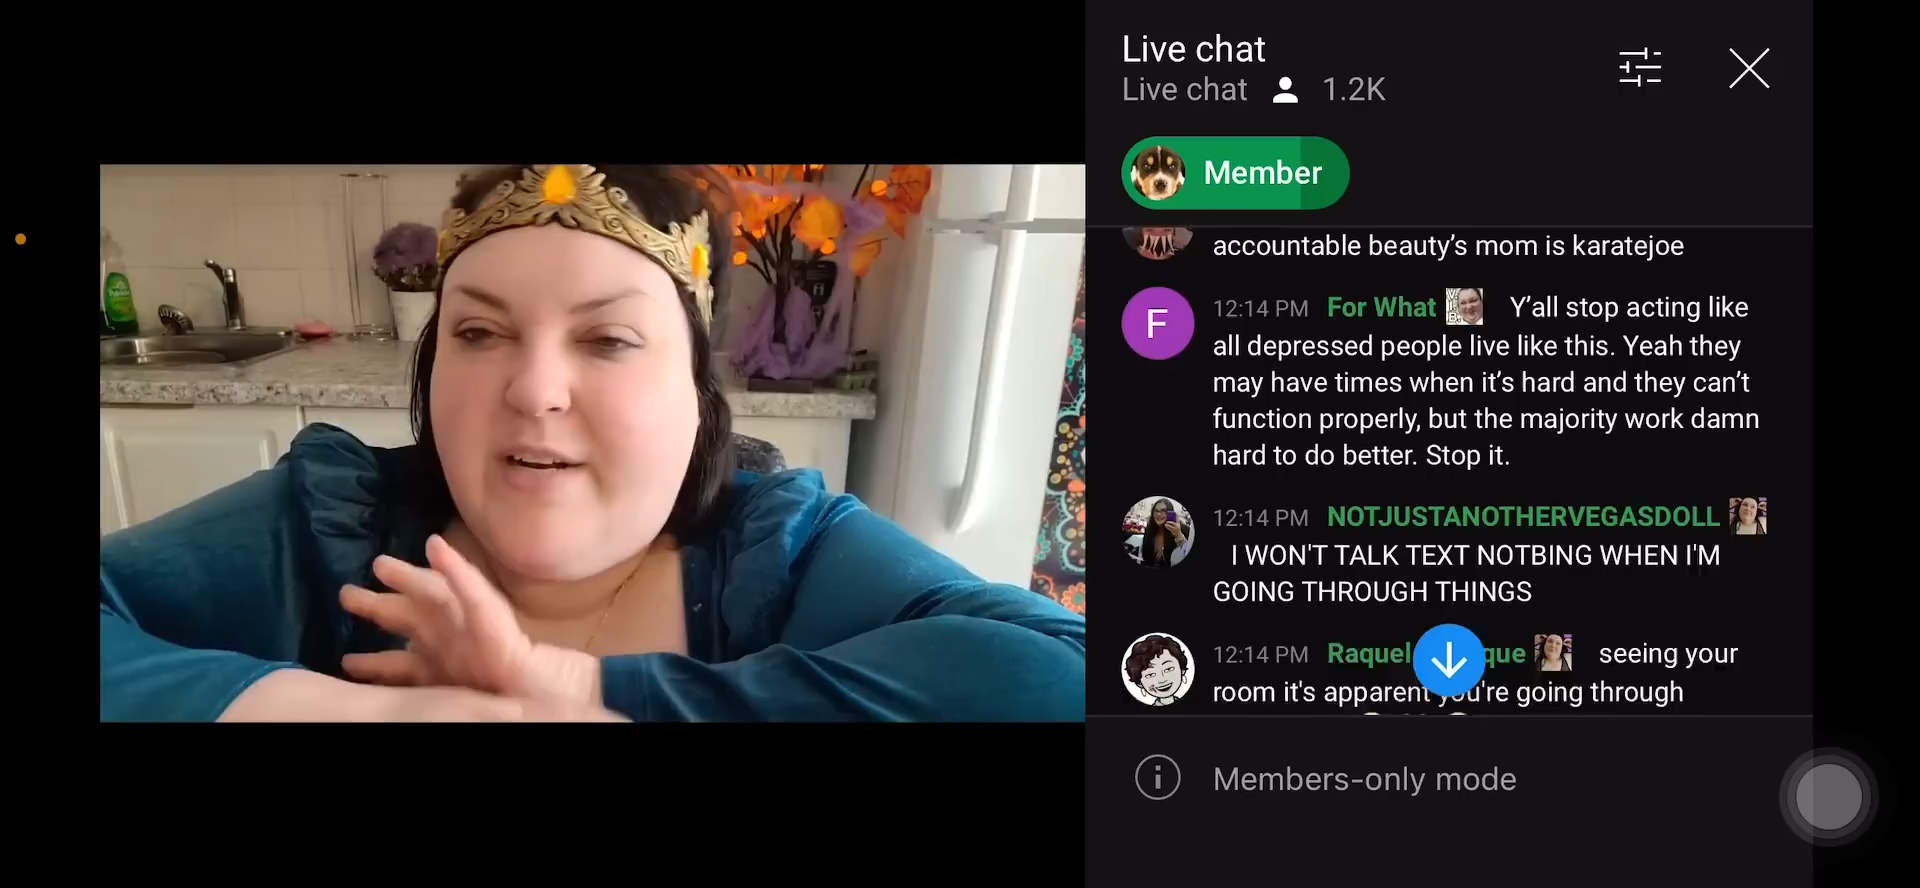 Live chat
Live chat 1.2K
Member
accountable beauty’s mom is karatejoe
F
12:14 PM For What Y’all stop acting like
all depressed people live like this. Yeah they
may have times when it’s hard and they can’t
function properly, but the majority work damn
hard to do better. Stop it.
12:14 PM NOTJUSTANOTHERVEGASDOLL
I WON'T TALK TEXT NOTBING WHEN I'M
GOING THROUGH THINGS
12:14 PM Raquel que seeing your
room it's apparent you're going through
Members-only mode